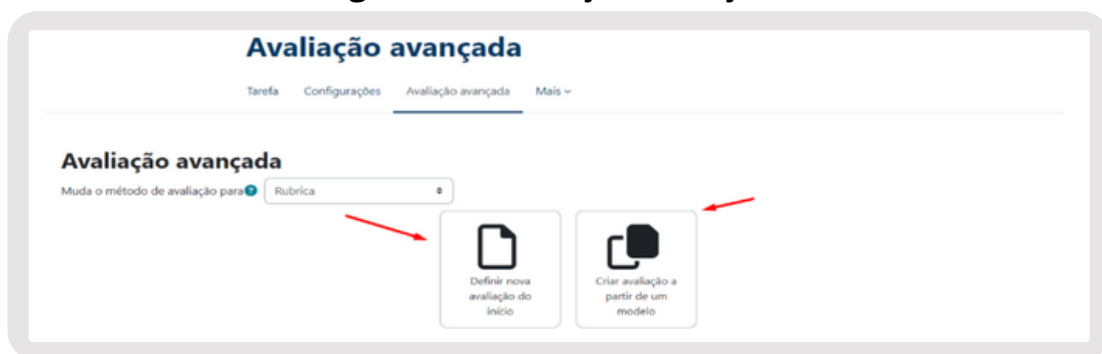 Avaliação avançada
Tarefa Configurações Avaliação avançada Mais
Avaliação avançada
Muda o método de avaliação para ? Rubrica
Definir nova
avaliação do
início
Criar avaliação a
partir de um
modelo